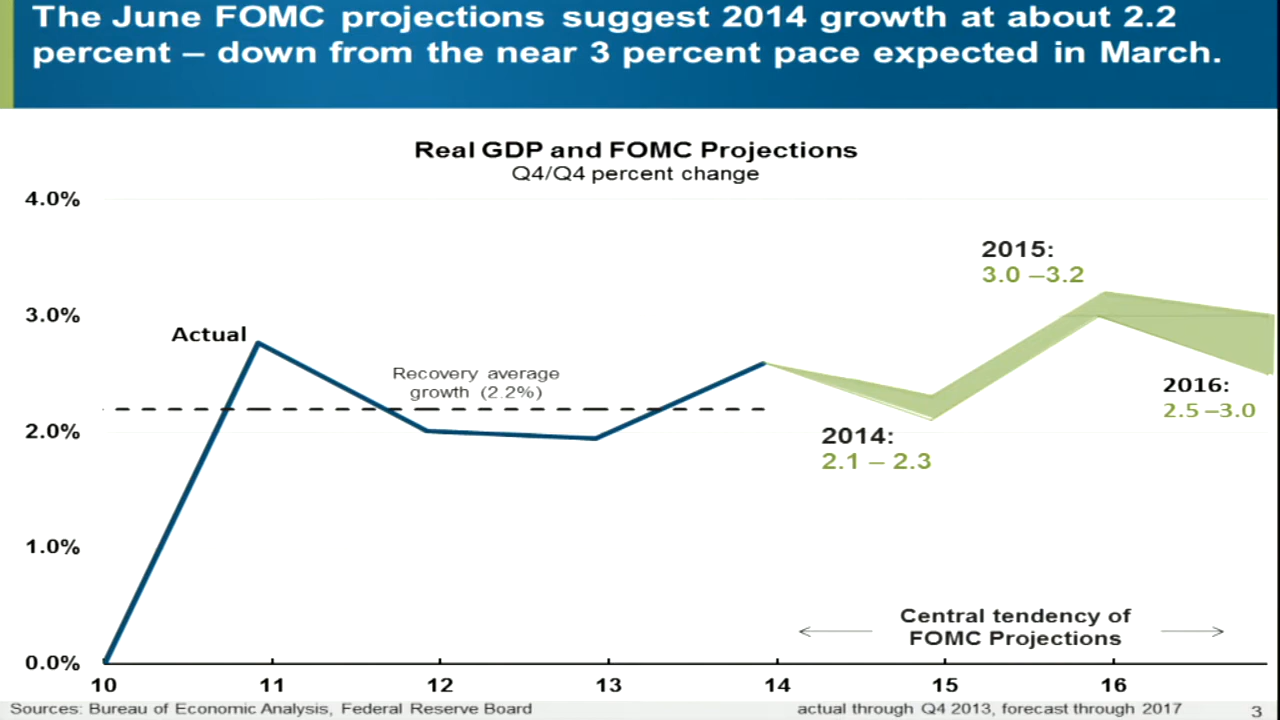 The June FOMC projections suggest 2014 growth at about 2.2
percent – down from the near 3 percent pace expected in March.
Real GDP and FOMC Projections
Q4/Q4 percent change
4.0%
2015:
3.0 –3.2
3.0%
Actual
Recovery average
growth (2.2%)
2016:
2.5 –3.0
2.0%
2014:
2.1 – 2.3
1.0%
Central tendency of
FOMC Projections
0.0%
10 11 12 13 14 15 16
Sources: Bureau of Economic Analysis, Federal Reserve Board
actual through Q4 2013, forecast through 2017
3